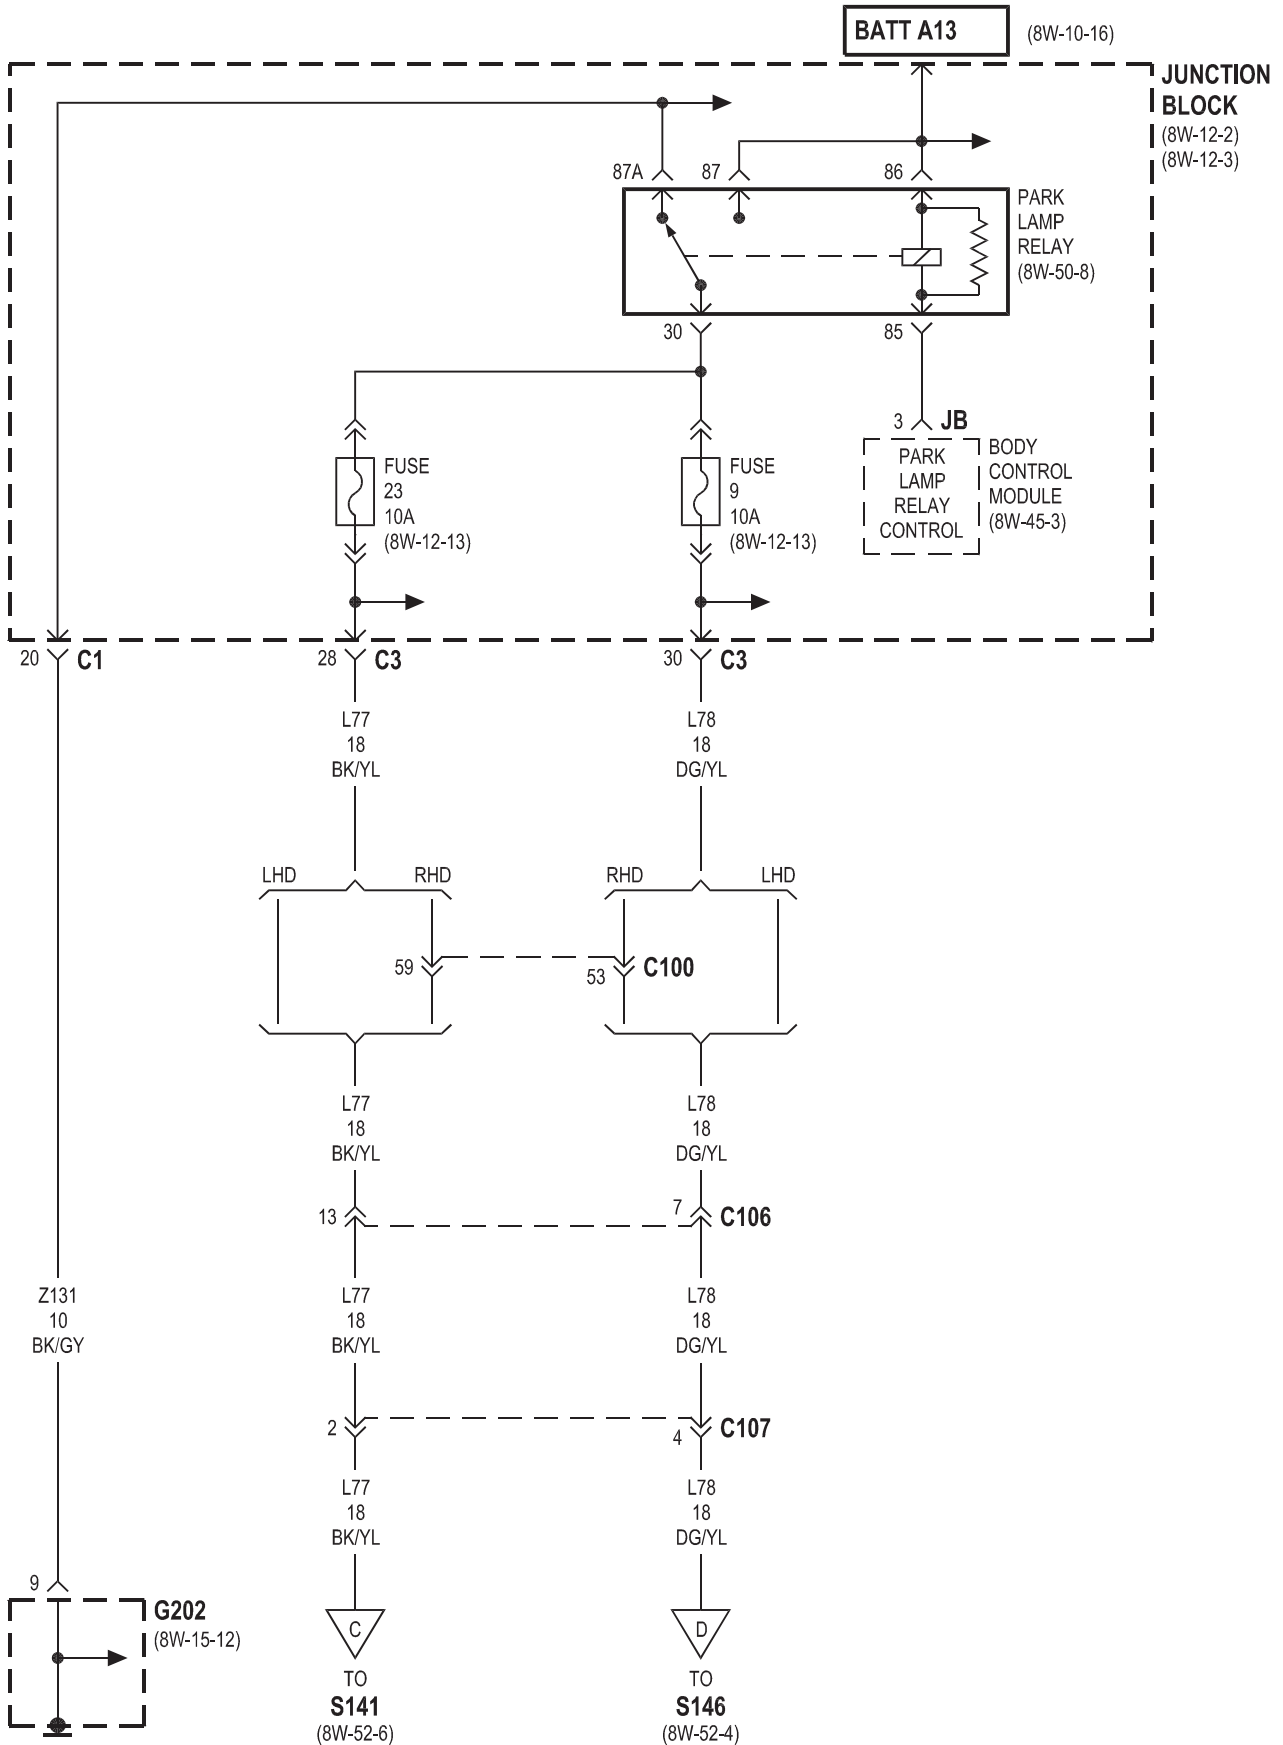 BATT A13
(8W-10-16)
JUNCTION
BLOCK
(8W-12-2)
(8W-12-3)
87A
87
86
PARK
LAMP
RELAY
(8W-50-8)
30
85
3
JB
BODY
CONTROL
MODULE
(8W-45-3)
PARK
LAMP
RELAY
CONTROL
FUSE
23
10A
(8W-12-13)
FUSE
9
10A
(8W-12-13)
20
C1
28
C3
30
C3
L77
18
BK/YL
L78
18
DG/YL
LHD
RHD
RHD
LHD
59
53
C100
L77
18
BK/YL
L78
18
DG/YL
13
7
C106
Z131
10
BK/GY
L77
18
BK/YL
L78
18
DG/YL
2
4
C107
L77
18
BK/YL
L78
18
DG/YL
9
G202
(8W-15-12)
C
TO
S141
(8W-52-6)
D
TO
S146
(8W-52-4)